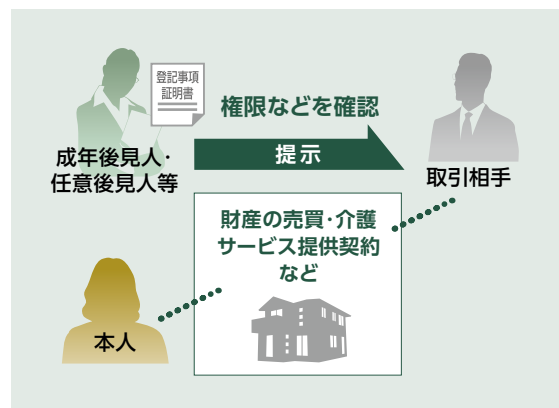 登記事項
証明書
権限などを確認
提示
成年後見人・
任意後見人等
取引相手
財産の売買・介護
サービス提供契約
など
本人